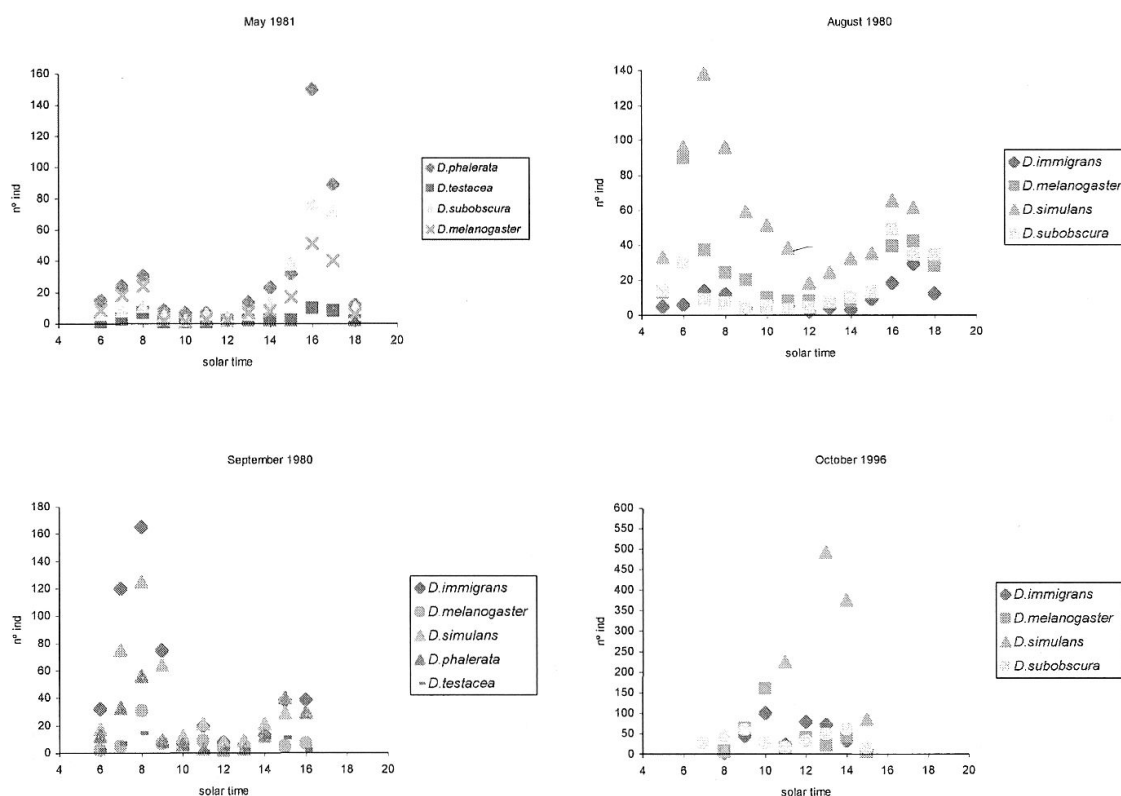 May 1981
160
140
120
100
80
60
40
20
0
nº ind
4 6 8 10 12 14 16 18 20
solar time
D.phalerata
D.testacea
D.subobscura
D.melanogaster
August 1980
140
120
100
80
60
40
20
0
nº ind
4 6 8 10 12 14 16 18 20
solar time
D.immigrans
D.melanogaster
D.simulans
D.subobscura
September 1980
180
160
140
120
100
80
60
40
20
0
nº ind
4 6 8 10 12 14 16 18 20
solar time
D.immigrans
D.melanogaster
D.simulans
D.phalerata
D.testacea
October 1996
600
550
500
450
400
350
300
250
200
150
100
50
0
nº ind
4 6 8 10 12 14 16 18 20
solar time
D.immigrans
D.melanogaster
D.simulans
D.subobscura